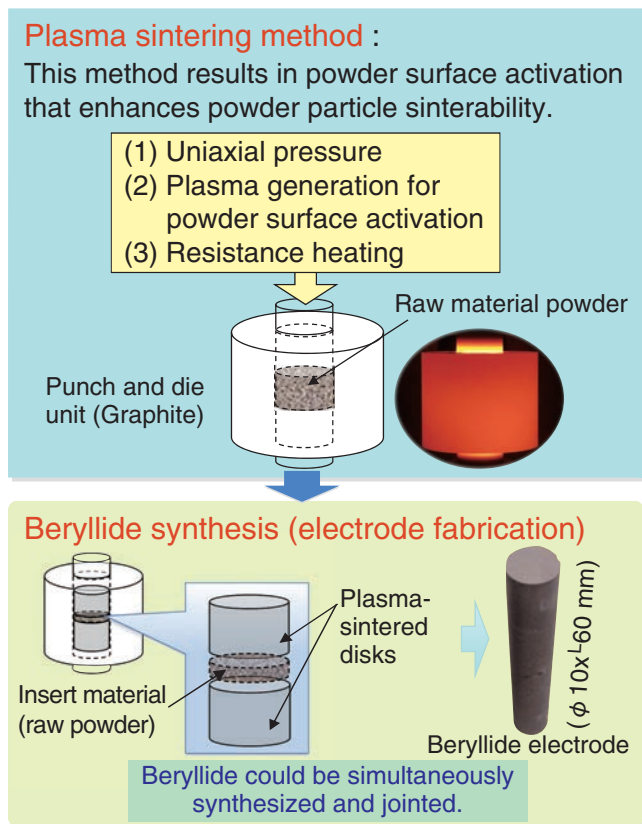 Plasma sintering method :
This method results in powder surface activation
that enhances powder particle sinterability.
(1) Uniaxial pressure
(2) Plasma generation for
powder surface activation
(3) Resistance heating
Raw material powder
Punch and die
unit (Graphite)
Beryllide synthesis (electrode fabrication)
Plasma-
sintered
disks
Insert material
(raw powder)
(ϕ 10x ᴸ60 mm)
Beryllide electrode
Beryllide could be simultaneously
synthesized and jointed.